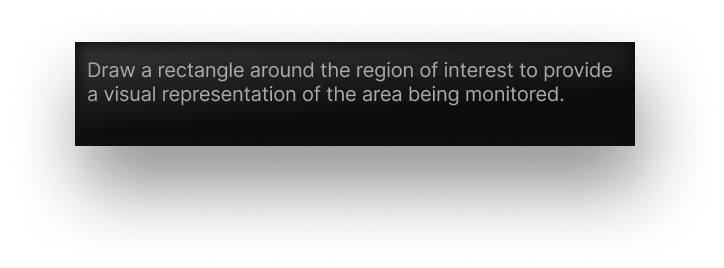 Draw a rectangle around the region of interest to provide
a visual representation of the area being monitored.